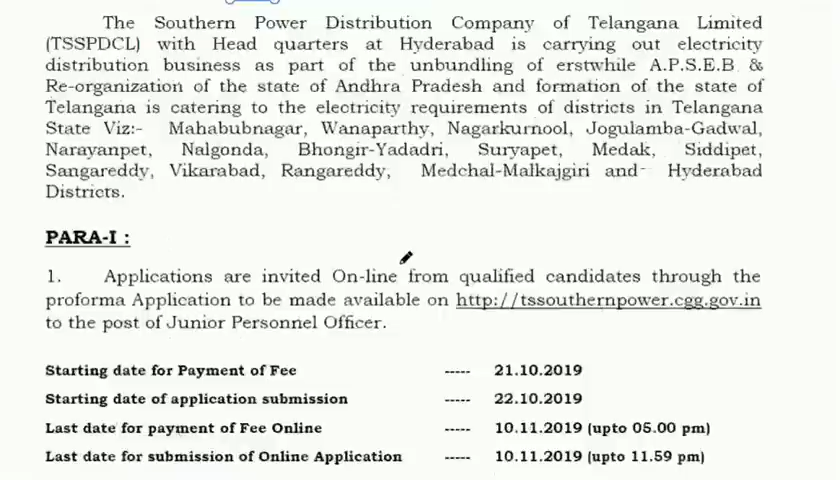 The Southern Power Distribution Company of Telangana Limited
(TSSPDCL) with Head quarters at Hyderabad is carrying out electricity
distribution business as part of the unbundling of erstwhile A.P.S.E.B &
Re-organization of the state of Andhra Pradesh and formation of the state of
Telangana is catering to the electricity requirements of districts in Telangana
State Viz:- Mahabubnagar, Wanaparthy, Nagarkurnool, Jogulamba-Gadwal,
Narayanpet, Nalgonda, Bhongir-Yadadri, Suryapet, Medak, Siddipet,
Sangareddy, Vikarabad, Rangareddy, Medchal-Malkajgiri and Hyderabad
Districts.
PARA-I :
1. Applications are invited On-line from qualified candidates through the
proforma Application to be made available on http://tssouthernpower.cgg.gov.in
to the post of Junior Personnel Officer.
Starting date for Payment of Fee ----- 21.10.2019
Starting date of application submission ----- 22.10.2019
Last date for payment of Fee Online ----- 10.11.2019 (upto 05.00 pm)
Last date for submission of Online Application ----- 10.11.2019 (upto 11.59 pm)